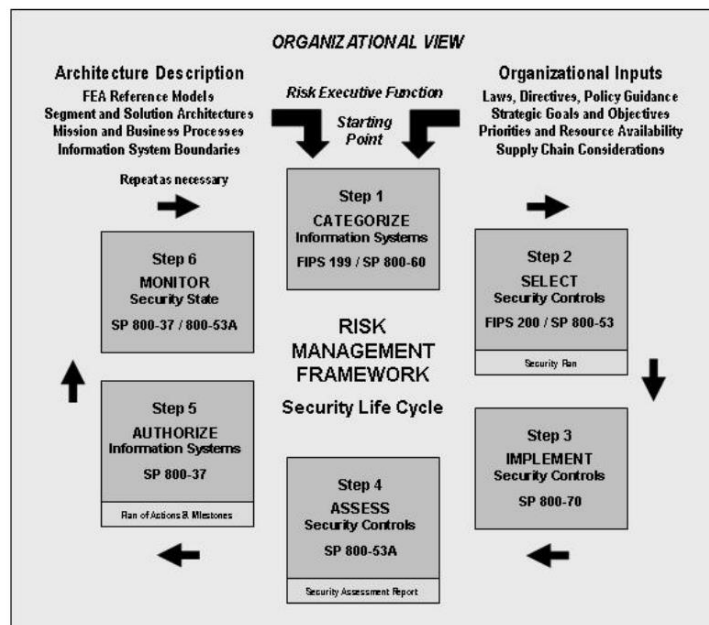 ORGANIZATIONAL VIEW
Architecture Description
FEA Reference Models
Segment and Solution Architectures
Mission and Business Processes
Information System Boundaries
Risk Executive Function
Starting
Point
Organizational Inputs
Laws, Directives, Policy Guidance
Strategic Goals and Objectives
Priorities and Resource Availability
Supply Chain Considerations
Repeat as necessary
Step 1
CATEGORIZE
Information Systems
FIPS 199 / SP 800-60
Step 2
SELECT
Security Controls
FIPS 200 / SP 800-53
Security Plan
Step 3
IMPLEMENT
Security Controls
SP 800-70
Step 4
ASSESS
Security Controls
SP 800-53A
Security Assessment Report
Step 5
AUTHORIZE
Information Systems
SP 800-37
Plan of Actions & Milestones
Step 6
MONITOR
Security State
SP 800-37 / 800-53A
RISK
MANAGEMENT
FRAMEWORK
Security Life Cycle